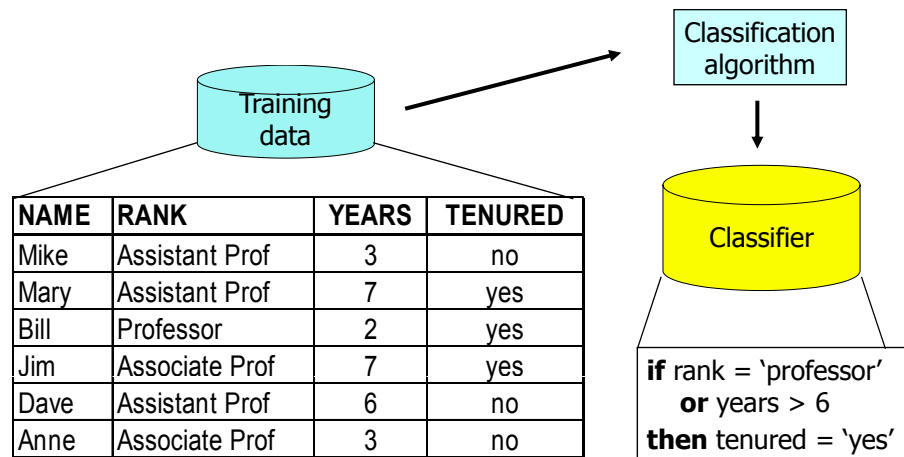 Classification
algorithm
Training
data
NAME RANK YEARS TENURED
Mike Assistant Prof 3 no
Mary Assistant Prof 7 yes
Bill Professor 2 yes
Jim Associate Prof 7 yes
Dave Assistant Prof 6 no
Anne Associate Prof 3 no
Classifier
if rank = ‘professor’
or years > 6
then tenured = ‘yes’